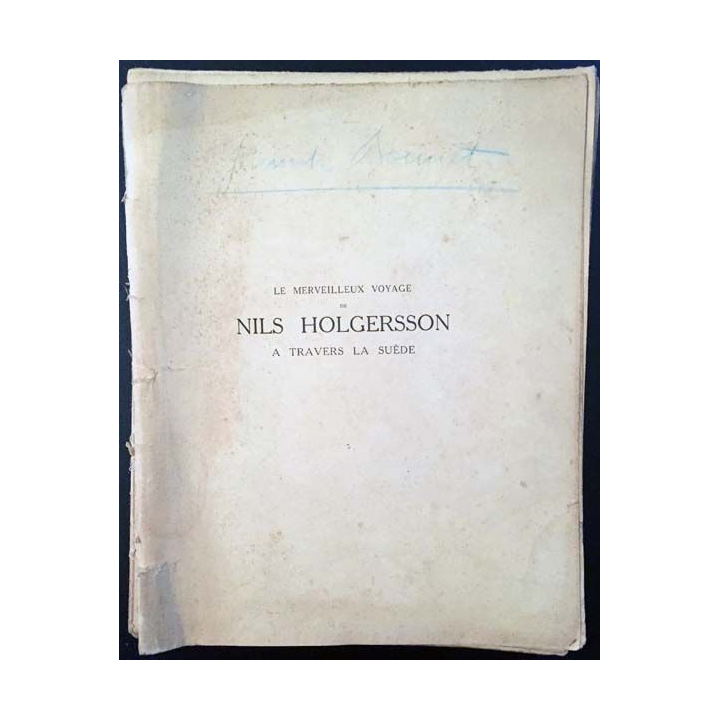 LE MERVEILLEUX VOYAGE
DE
NILS HOLGERSSON
A TRAVERS LA SUÈDE